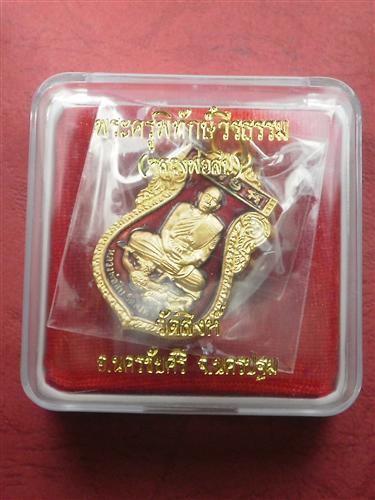 พระครูพิทักษ์วีรธรรม
(หลวงพ่อสืบ)
วัดสิงห์
อ.นครชัยศรี จ.นครปฐม